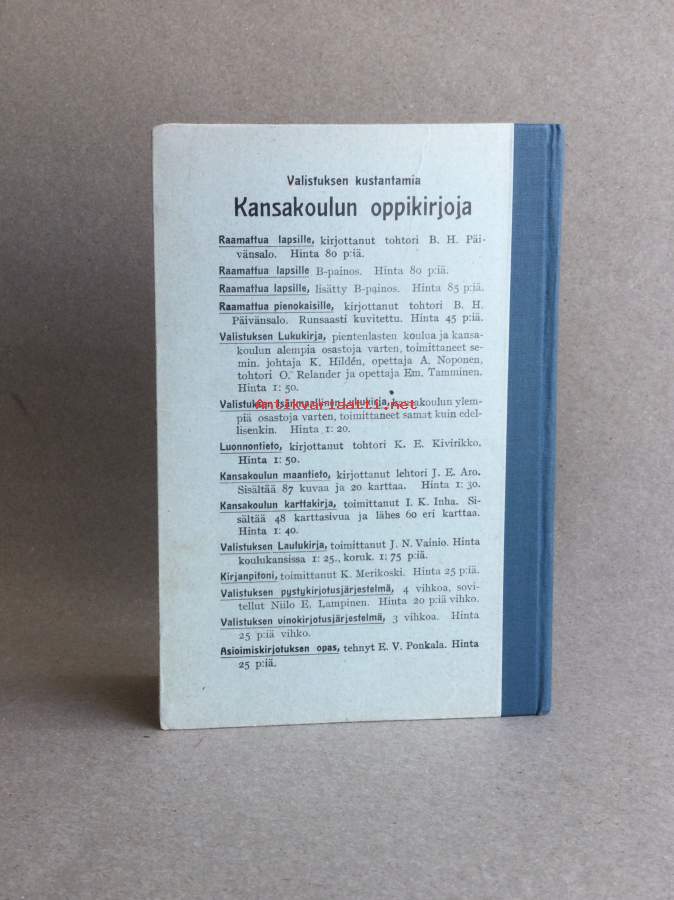 Valistuksen kustantamia
Kansakoulun oppikirjoja
Raamattua lapsille, kirjottanut tohtori B. H. Päi-
vänsalo. Hinta 80 p:iä.
Raamattua lapsille B-painos. Hinta 80 p:iä.
Raamattua lapsille, lisätty B-painos. Hinta 85 p:iä.
Raamattua pienokaisille, kirjottanut tohtori B. H.
Päivänsalo. Runsaasti kuvitettu. Hinta 45 p:iä.
Valistuksen Lukukirja, pientenlasten koulua ja kansa-
koulun alempia osastoja varten, toimittaneet se-
min. johtaja K. Hildén, opettaja A. Noponen,
tohtori O. Relander ja opettaja Em. Tamminen.
Hinta 1: 50.
Valistuksen Isänmaallinen Lukukirja, kansakoulun ylem-
antikvariaatti.net
piä osastoja varten, toimittaneet samat kuin edel-
lisenkin. Hinta 1: 20.
Luonnontieto, kirjottanut tohtori K. E. Kivirikko.
Hinta 1: 50.
Kansakoulun maantieto, kirjottanut lehtori J. E. Aro.
Sisältää 87 kuvaa ja 20 karttaa. Hinta 1: 30.
Kansakoulun karttakirja, toimittanut I. K. Inha. Si-
sältää 48 karttasivua ja lähes 60 eri karttaa.
Hinta 1: 40.
Valistuksen Laulukirja, toimittanut J. N. Vainio. Hinta
koulukansissa 1: 25., koruk. 1: 75 p:iä.
Kirjanpitoni, toimittanut K. Merikoski. Hinta 25 p:iä.
Valistuksen pystykirjotusjärjestelmä, 4 vihkoa, sovi-
tellut Niilo E. Lampinen. Hinta 20 p:iä vihko.
Valistuksen vinokirjotusjärjestelmä, 3 vihkoa. Hinta
25 p:iä vihko.
Asioimiskirjotuksen opas, tehnyt E. V. Ponkala. Hinta
25 p:iä.